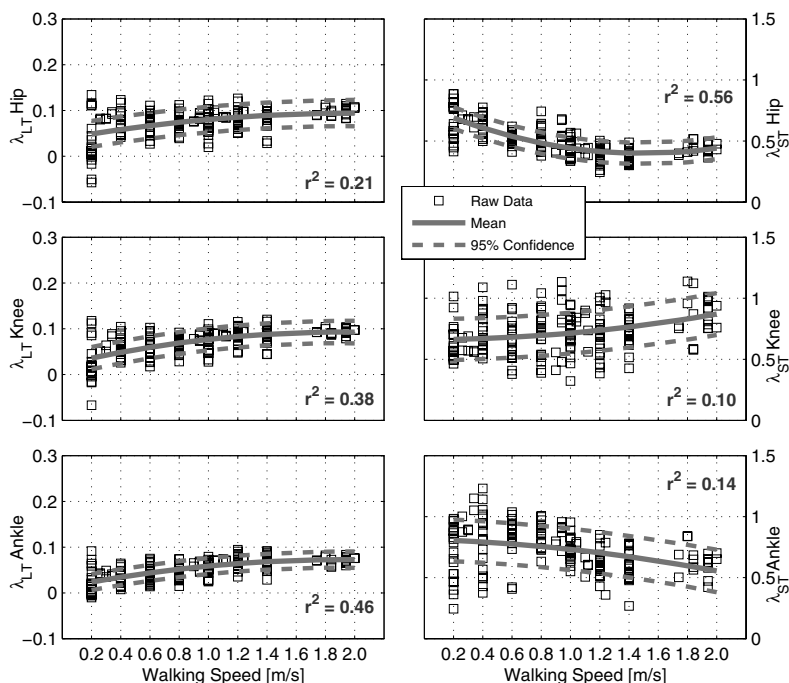 0.3
0.2
0.1
0
−0.1
λLT Hip
r² = 0.21
1.5
1
0.5
0
λST Hip
r² = 0.56
Raw Data
Mean
95% Confidence
0.3
0.2
0.1
0
−0.1
λLT Knee
r² = 0.38
1.5
1
0.5
0
λST Knee
r² = 0.10
0.3
0.2
0.1
0
−0.1
λLT Ankle
r² = 0.46
1.5
1
0.5
0
λST Ankle
r² = 0.14
0.2 0.4 0.6 0.8 1.0 1.2 1.4 1.6 1.8 2.0
Walking Speed [m/s]
0.2 0.4 0.6 0.8 1.0 1.2 1.4 1.6 1.8 2.0
Walking Speed [m/s]